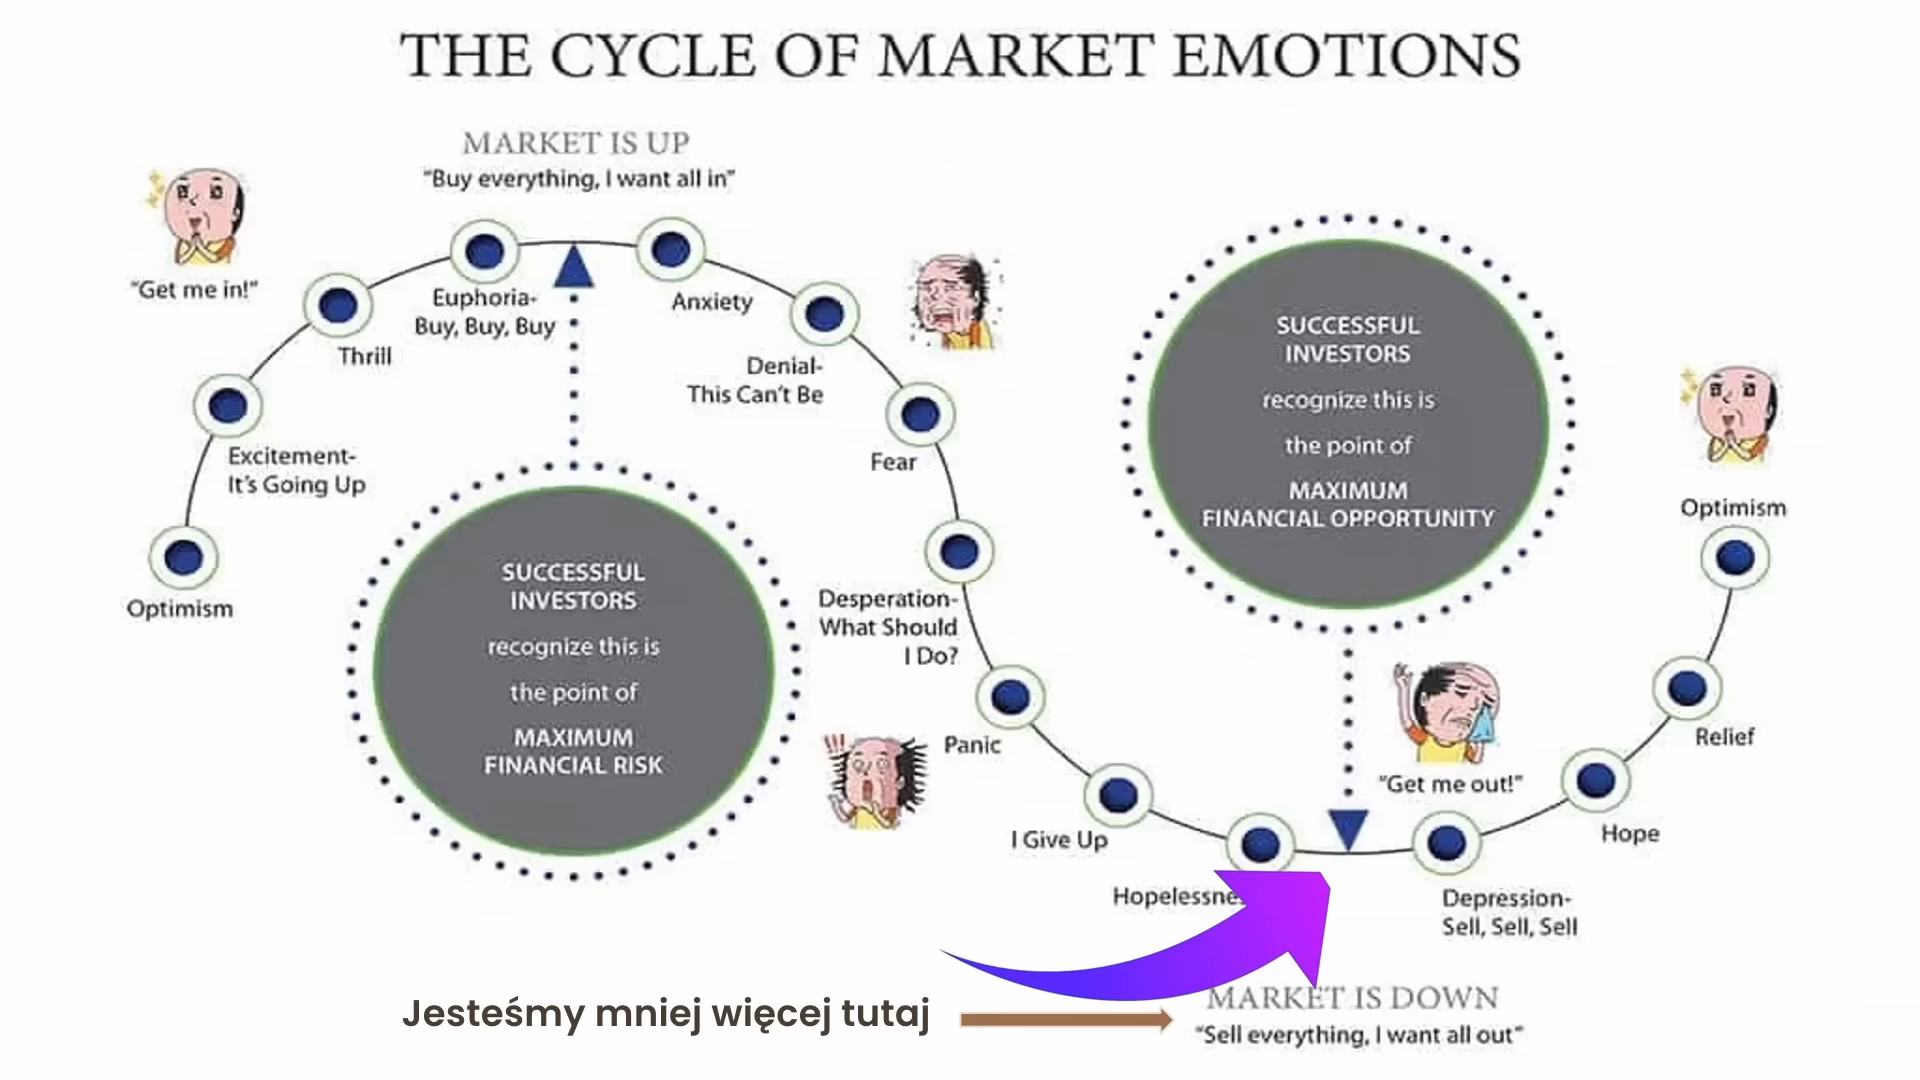 THE CYCLE OF MARKET EMOTIONS
MARKET IS UP
“Buy everything, I want all in”
“Get me in!”
Euphoria-
Buy, Buy, Buy
Thrill
Excitement-
It’s Going Up
Optimism
Anxiety
Denial-
This Can’t Be
Fear
SUCCESSFUL
INVESTORS
recognize this is
the point of
MAXIMUM
FINANCIAL RISK
Desperation-
What Should
I Do?
Panic
I Give Up
SUCCESSFUL
INVESTORS
recognize this is
the point of
MAXIMUM
FINANCIAL OPPORTUNITY
“Get me out!”
Depression-
Sell, Sell, Sell
Hope
Relief
Optimism
Jesteśmy mniej więcej tutaj
MARKET IS DOWN
“Sell everything, I want all out”